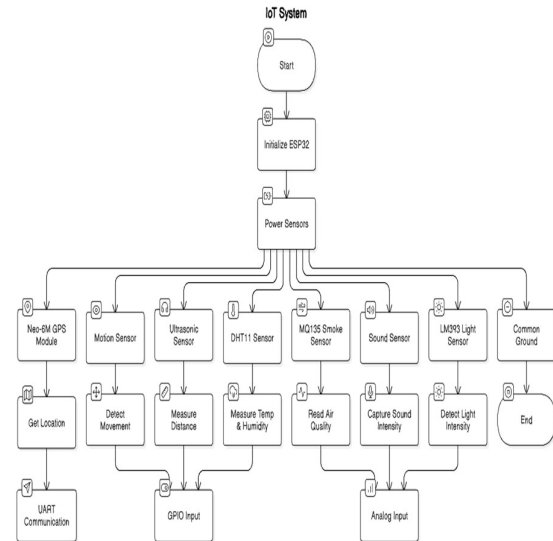 IoT System
Start
Initialize ESP32
Power Sensors
Neo-6M GPS
Module
Motion Sensor
Ultrasonic
Sensor
DHT11 Sensor
MQ135 Smoke
Sensor
Sound Sensor
LM393 Light
Sensor
Common
Ground
Get Location
Detect
Movement
Measure
Distance
Measure Temp
& Humidity
Read Air
Quality
Capture Sound
Intensity
Detect Light
Intensity
End
UART
Communication
GPIO Input
Analog Input